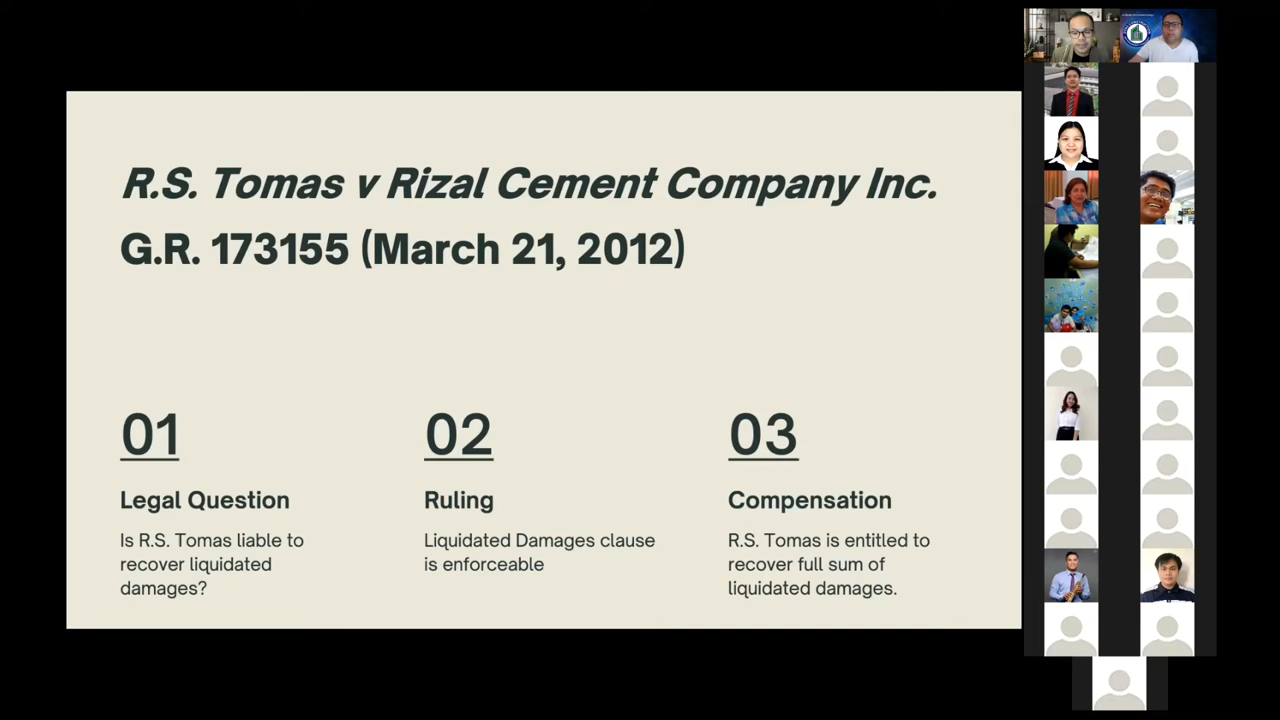 R.S. Tomas v Rizal Cement Company Inc.
G.R. 173155 (March 21, 2012)
01
Legal Question
Is R.S. Tomas liable to
recover liquidated
damages?
02
Ruling
Liquidated Damages clause
is enforceable
03
Compensation
R.S. Tomas is entitled to
recover full sum of
liquidated damages.